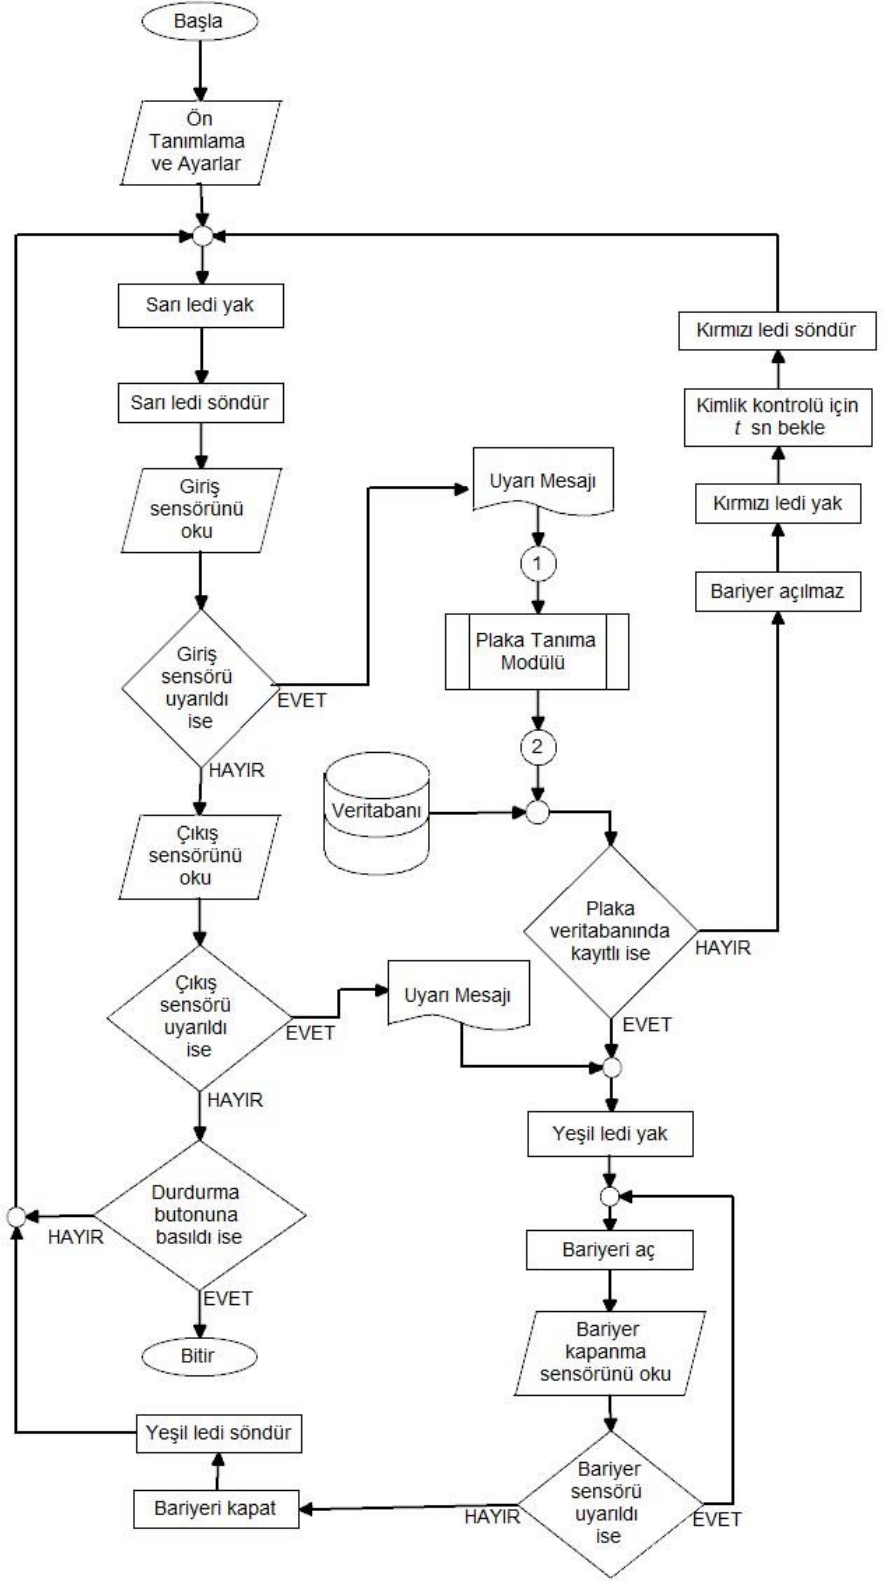 Başla
Ön
Tanımlama
ve Ayarlar
Sarı ledi yak
Sarı ledi söndür
Giriş
sensörünü
oku
Giriş
sensörü
uyarıldı
ise
EVET
HAYIR
Uyarı Mesajı
1
Plaka Tanıma
Modülü
2
Veritabanı
Plaka
veritabanında
kayıtlı ise
HAYIR
EVET
Bariyer açılmaz
Kırmızı ledi yak
Kimlik kontrolü için
t sn bekle
Kırmızı ledi söndür
Çıkış
sensörünü
oku
Çıkış
sensörü
uyarıldı
ise
EVET
HAYIR
Uyarı Mesajı
Durdurma
butonuna
basıldı ise
HAYIR
EVET
Bitir
Yeşil ledi yak
Bariyeri aç
Bariyer
kapanma
sensörünü oku
Bariyer
sensörü
uyarıldı
ise
HAYIR
EVET
Bariyeri kapat
Yeşil ledi söndür